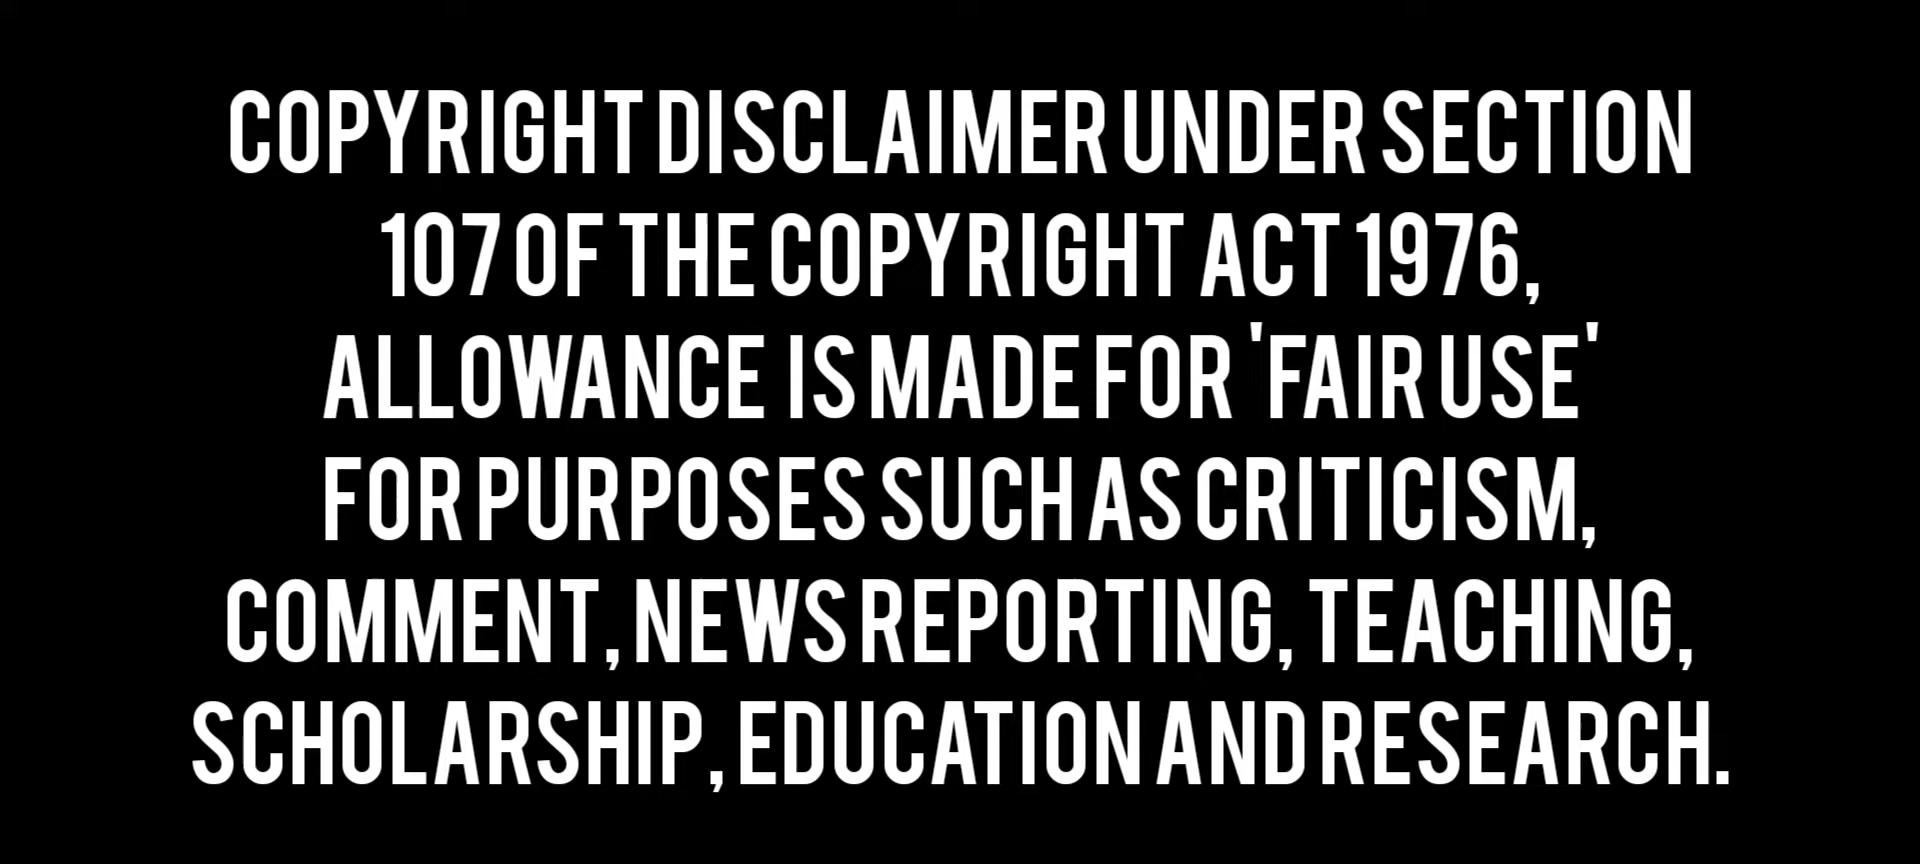 COPYRIGHT DISCLAIMER UNDER SECTION
107 OF THE COPYRIGHT ACT 1976,
ALLOWANCE IS MADE FOR 'FAIR USE'
FOR PURPOSES SUCH AS CRITICISM,
COMMENT, NEWS REPORTING, TEACHING,
SCHOLARSHIP, EDUCATION AND RESEARCH.